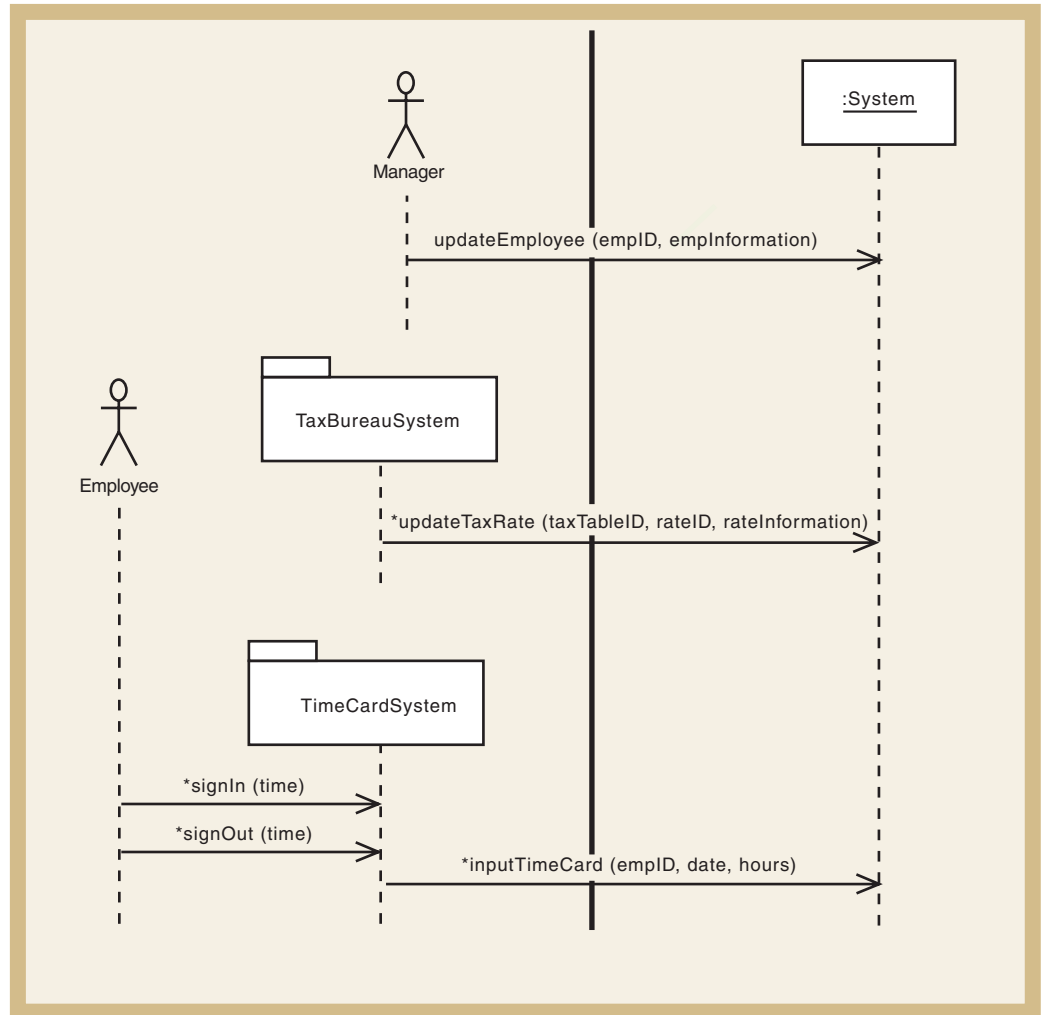 :System
Manager
updateEmployee (empID, empInformation)
TaxBureauSystem
Employee
*updateTaxRate (taxTableID, rateID, rateInformation)
TimeCardSystem
*signIn (time)
*signOut (time)
*inputTimeCard (empID, date, hours)